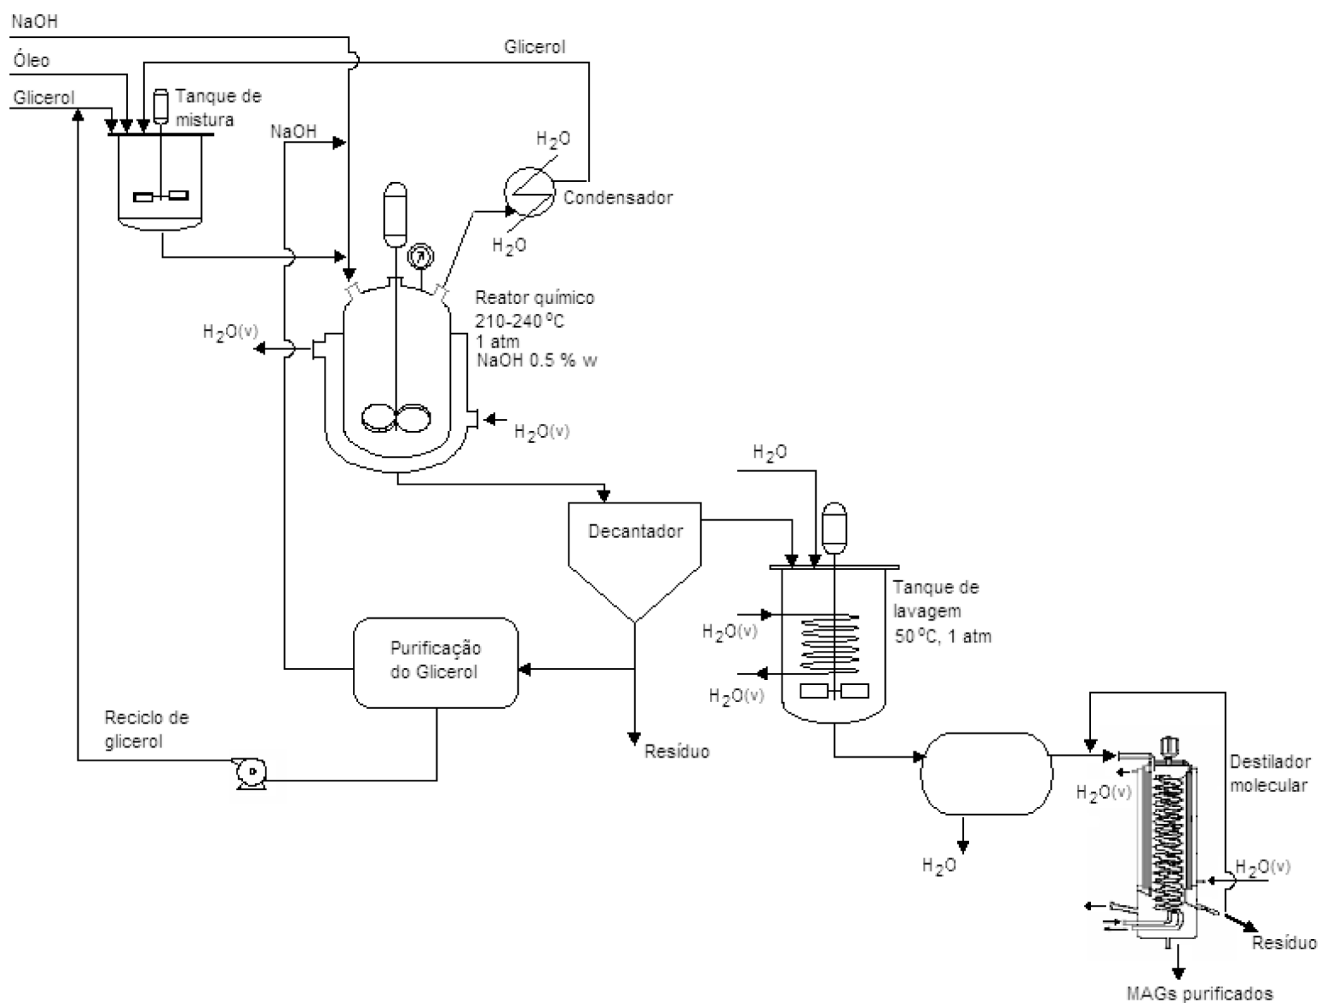 NaOH
Óleo
Glicerol
Glicerol
Tanque de
mistura
NaOH
H₂O
Condensador
H₂O
Reator químico
210-240 ºC
1 atm
NaOH 0.5 % w
H₂O(v)
H₂O(v)
H₂O
Decantador
Tanque de
lavagem
50 ºC, 1 atm
H₂O(v)
H₂O(v)
Purificação
do Glicerol
Reciclo de
glicerol
Resíduo
Destilador
molecular
H₂O(v)
H₂O
H₂O(v)
Resíduo
MAGs purificados